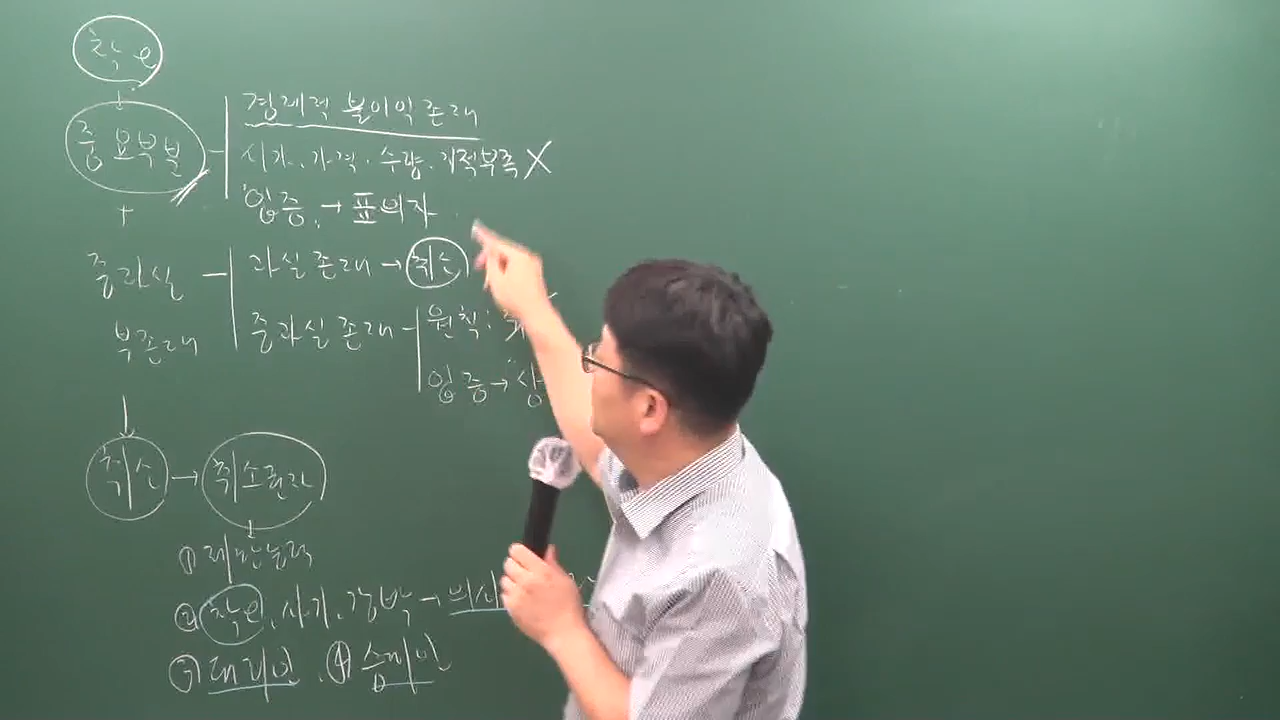 착오
↓
중요부분
경제적 불이익 존재
시가. 가격. 수량. 지적부족 X
입증. → 표의자
+
중과실 부존재
과실 존재 → 취소
중과실 존재
원칙:
입증 →
↓
취소 → 취소권자
↓
① 제한능력
② 착오. 사기. 강박 →
③ 대리인. ④ 승계인